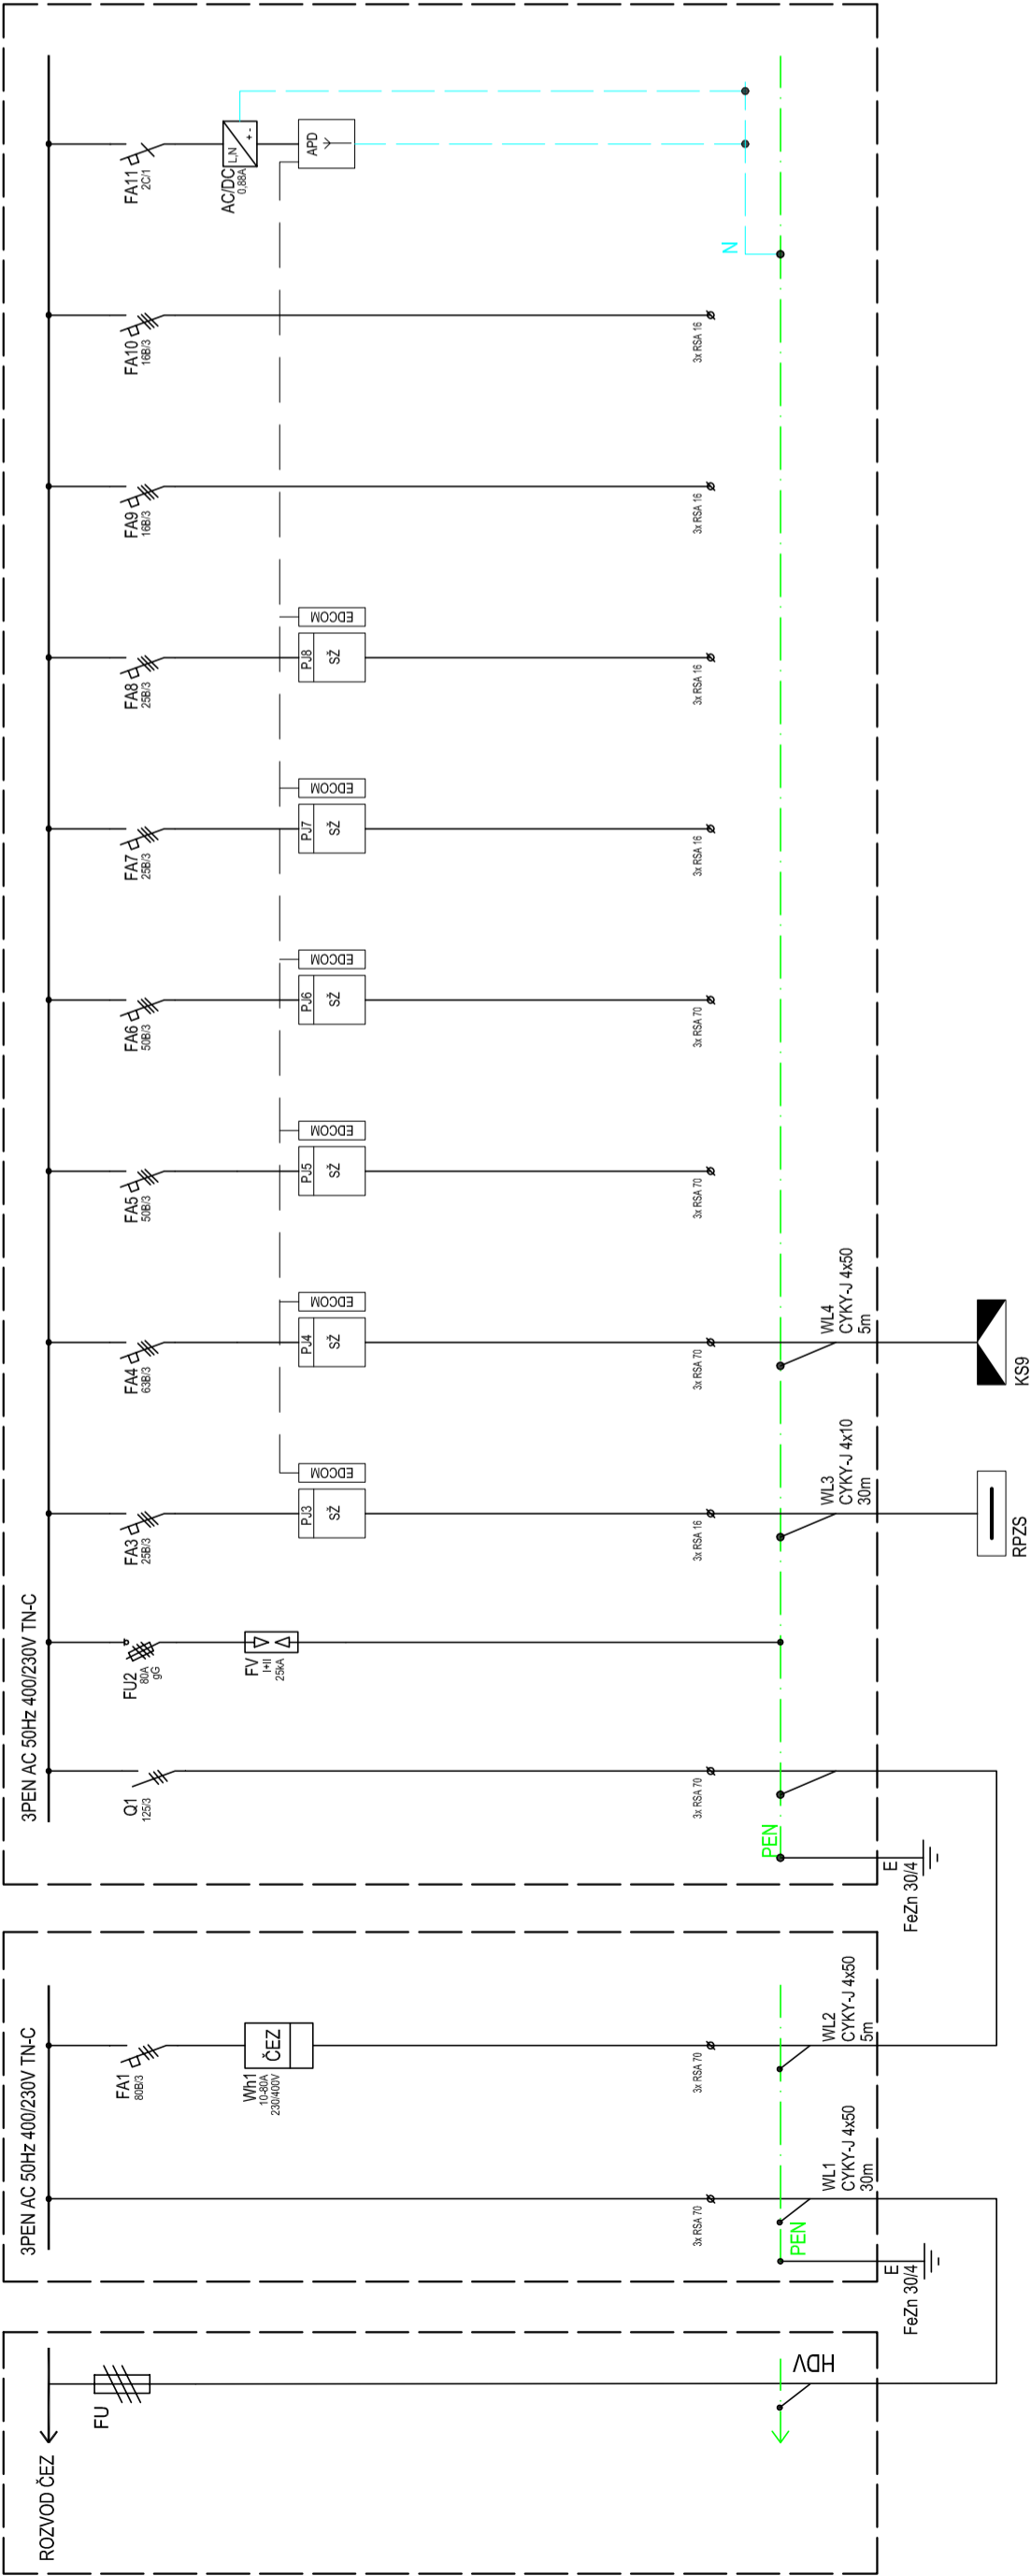 ROZVOD ČEZ
FU
HDV
3PEN AC 50Hz 400/230V TN-C
3x RSA 70
PEN
WL1
CYKY-J 4x50
30m
E
FeZn 30/4
FA1
80B/3
Wh1
10-80A
230/400V
ČEZ
3x RSA 70
WL2
CYKY-J 4x50
5m
3PEN AC 50Hz 400/230V TN-C
Q1
125/3
3x RSA 70
PEN
E
FeZn 30/4
FU2
80A
gG
FV
I+II
25kA
FA3
25B/3
PJ3
SŽ
EDCOM
3x RSA 16
WL3
CYKY-J 4x10
30m
RPZS
FA4
63B/3
PJ4
SŽ
EDCOM
3x RSA 70
WL4
CYKY-J 4x50
5m
KS9
FA5
50B/3
PJ5
SŽ
EDCOM
3x RSA 70
FA6
50B/3
PJ6
SŽ
EDCOM
3x RSA 70
FA7
25B/3
PJ7
SŽ
EDCOM
3x RSA 16
FA8
25B/3
PJ8
SŽ
EDCOM
3x RSA 16
FA9
16B/3
3x RSA 16
FA10
16B/3
3x RSA 16
FA11
2C/1
AC/DC
0,88A
L,N
+ -
APD
N